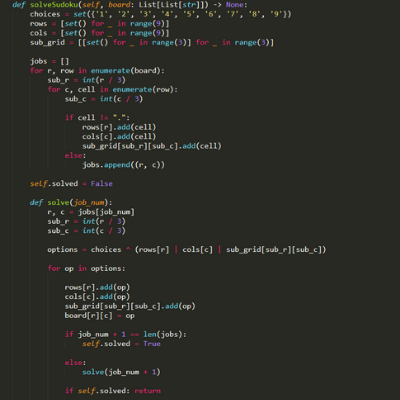 def solveSudoku(self, board: List[List[str]]) -> None:
choices = set({'1', '2', '3', '4', '5', '6', '7', '8', '9'})
rows = [set() for _ in range(9)]
cols = [set() for _ in range(9)]
sub_grid = [[set() for _ in range(3)] for _ in range(3)]
jobs = []
for r, row in enumerate(board):
sub_r = int(r / 3)
for c, cell in enumerate(row):
sub_c = int(c / 3)
if cell != ".":
rows[r].add(cell)
cols[c].add(cell)
sub_grid[sub_r][sub_c].add(cell)
else:
jobs.append((r, c))
self.solved = False
def solve(job_num):
r, c = jobs[job_num]
sub_r = int(r / 3)
sub_c = int(c / 3)
options = choices ^ (rows[r] | cols[c] | sub_grid[sub_r][sub_c])
for op in options:
rows[r].add(op)
cols[c].add(op)
sub_grid[sub_r][sub_c].add(op)
board[r][c] = op
if job_num + 1 == len(jobs):
self.solved = True
else:
solve(job_num + 1)
if self.solved: return